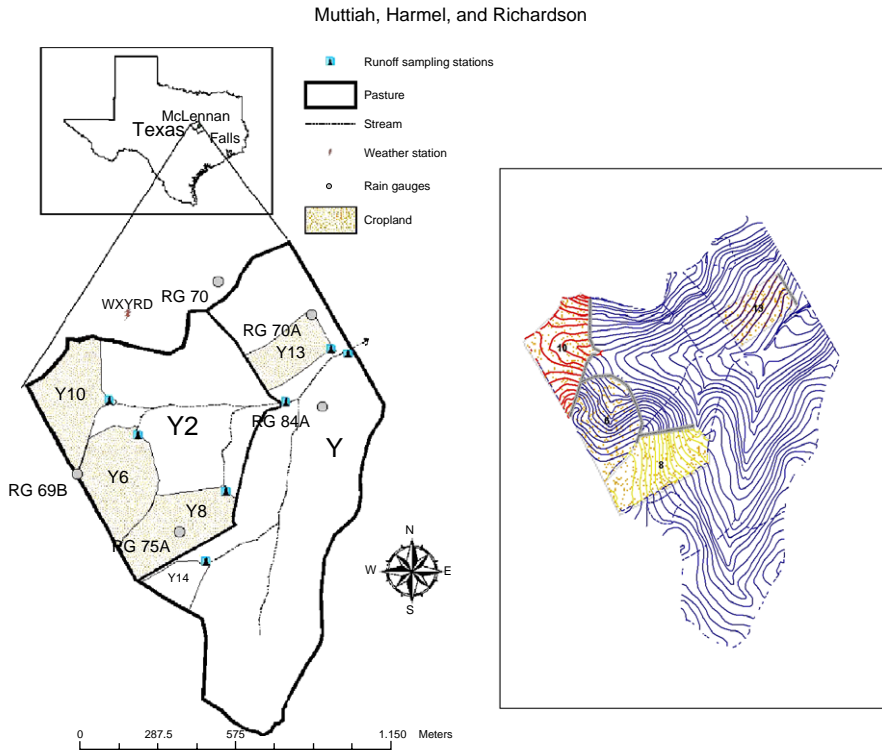 Muttiah, Harmel, and Richardson
Runoff sampling stations
Pasture
Stream
Weather station
Rain gauges
Cropland
McLennan
Texas
Falls
RG 70
WXYRD
RG 70A
Y13
Y10
Y2
RG 84A
Y
Y6
RG 69B
Y8
RG 75A
Y14
N
W
E
S
0 287.5 575 1.150 Meters
13
10
6
8